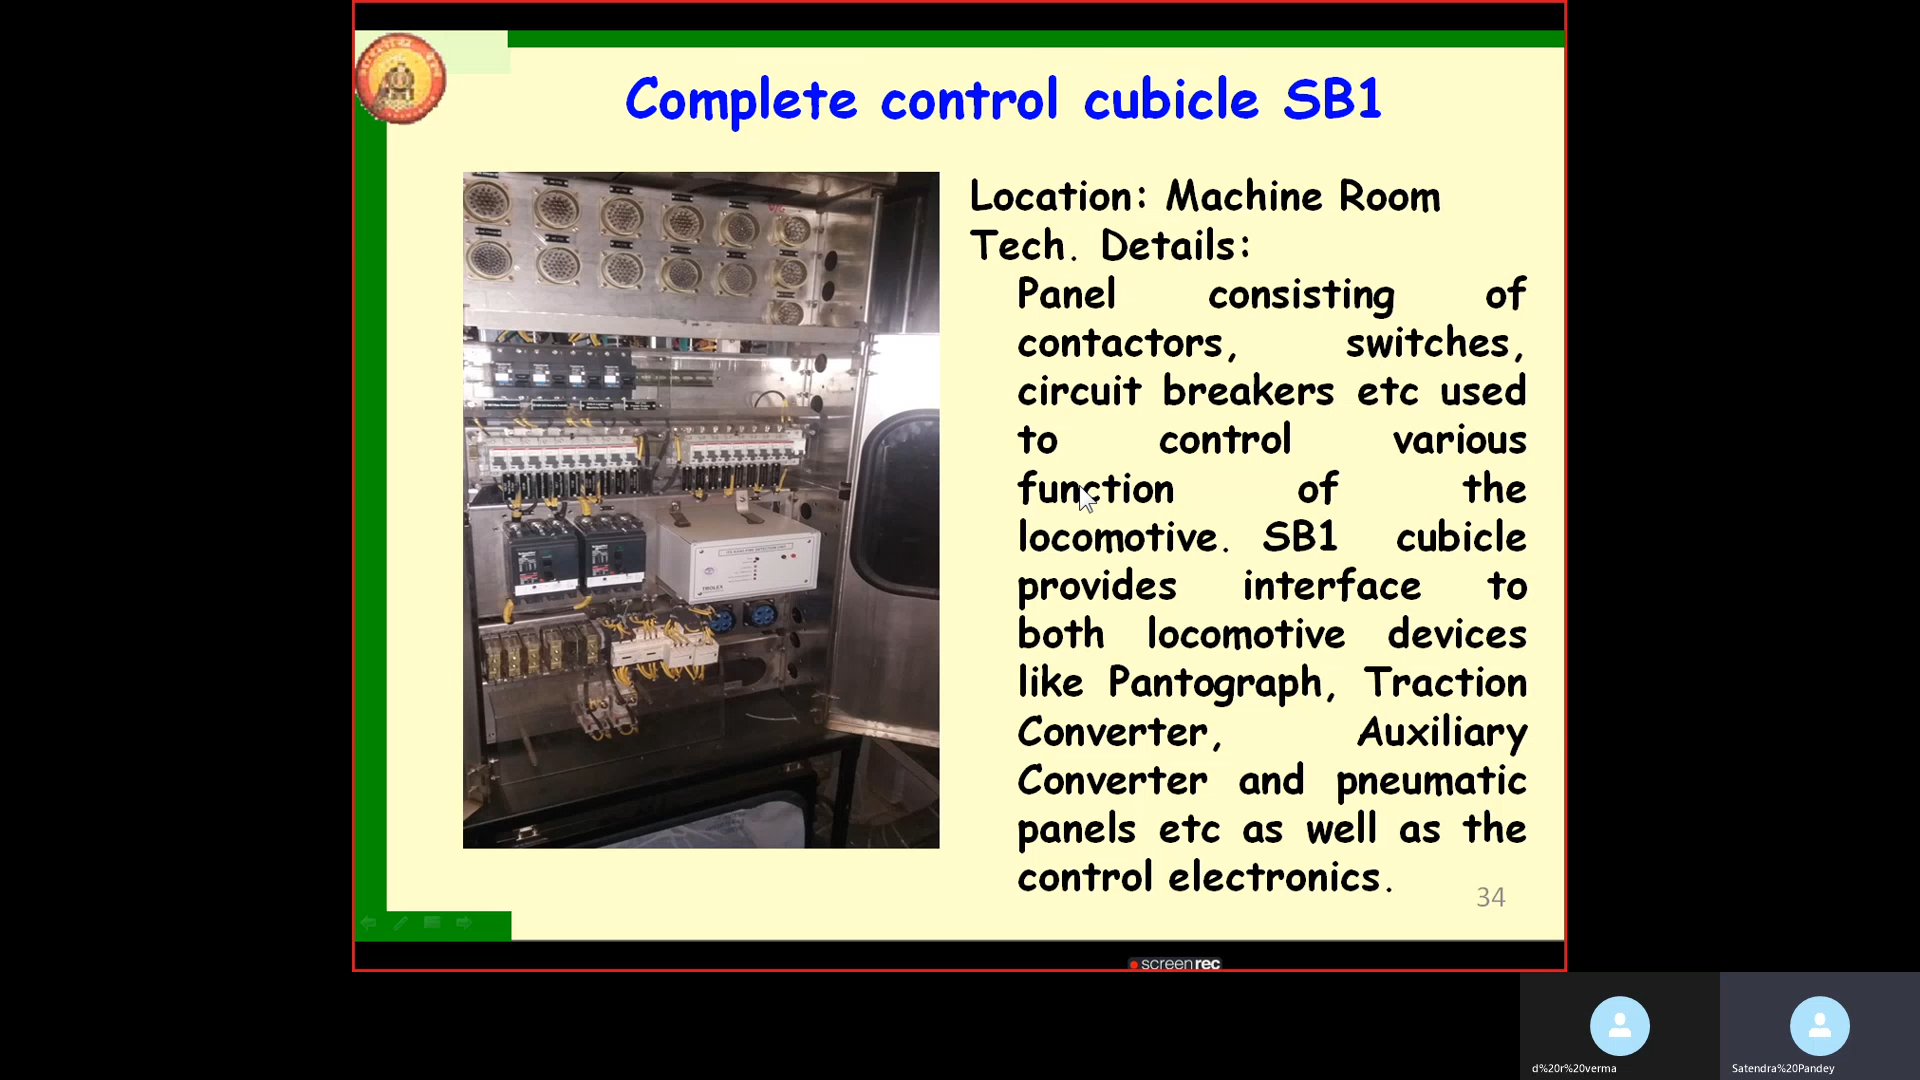 Complete control cubicle SB1
Location: Machine Room
Tech. Details:
Panel consisting of
contactors, switches,
circuit breakers etc used
to control various
function of the
locomotive. SB1 cubicle
provides interface to
both locomotive devices
like Pantograph, Traction
Converter, Auxiliary
Converter and pneumatic
panels etc as well as the
control electronics.
34
TROLEX
screenrec
d%20r%20verma
Satendra%20Pandey